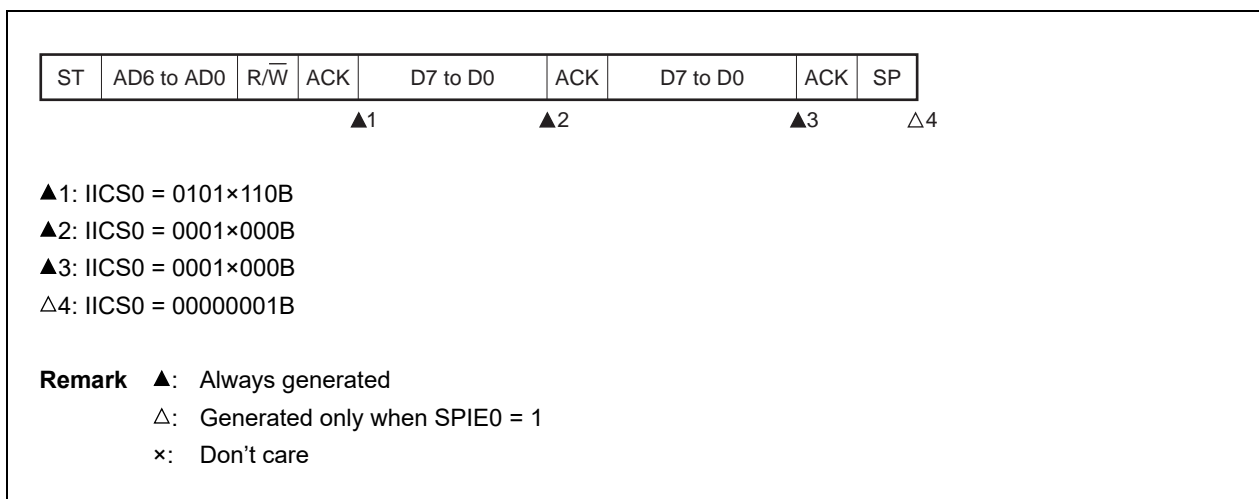 ST AD6 to AD0 R/W̅ ACK D7 to D0 ACK D7 to D0 ACK SP
▲1 ▲2 ▲3 △4
▲1: IICS0 = 0101×110B
▲2: IICS0 = 0001×000B
▲3: IICS0 = 0001×000B
△4: IICS0 = 00000001B
Remark ▲: Always generated
△: Generated only when SPIE0 = 1
×: Don’t care